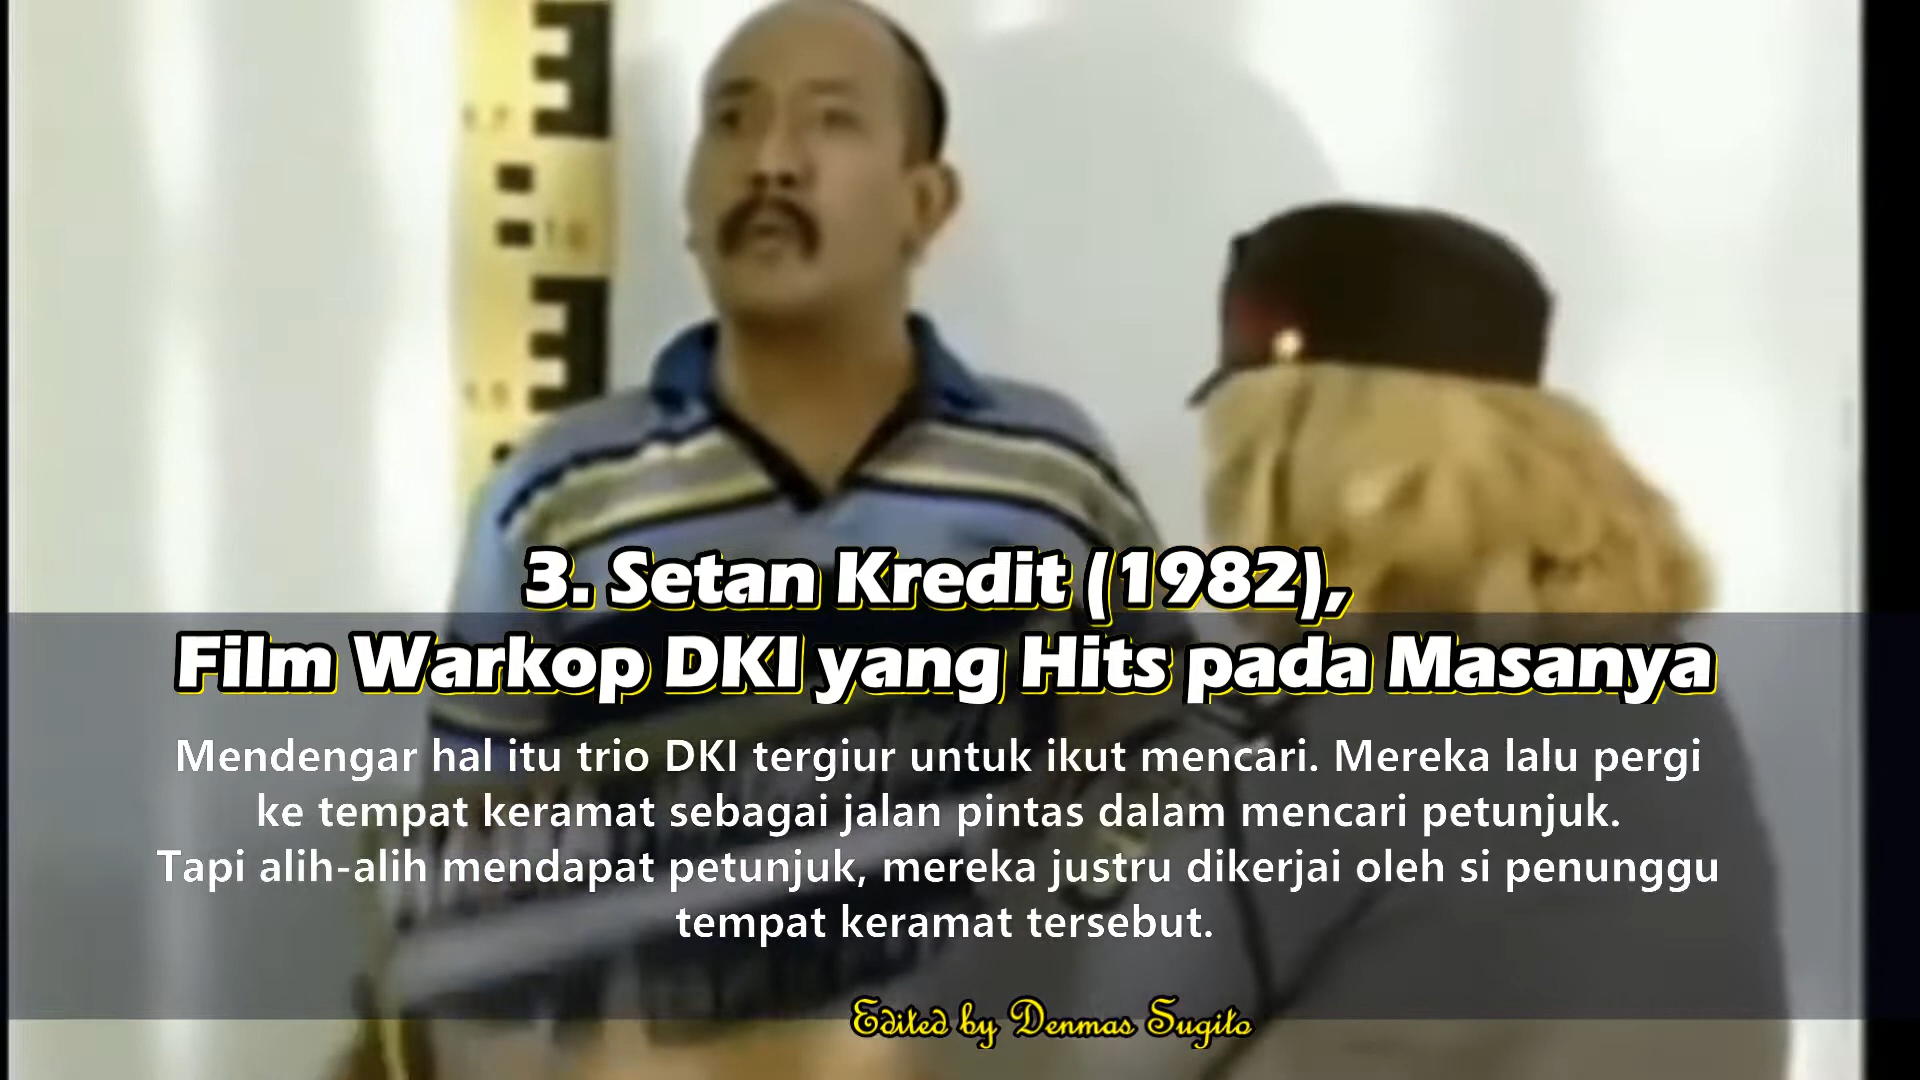 3. Setan Kredit (1982),
Film Warkop DKI yang Hits pada Masanya
Mendengar hal itu trio DKI tergiur untuk ikut mencari. Mereka lalu pergi
ke tempat keramat sebagai jalan pintas dalam mencari petunjuk.
Tapi alih-alih mendapat petunjuk, mereka justru dikerjai oleh si penunggu
tempat keramat tersebut.
Edited by Denmas Sugito